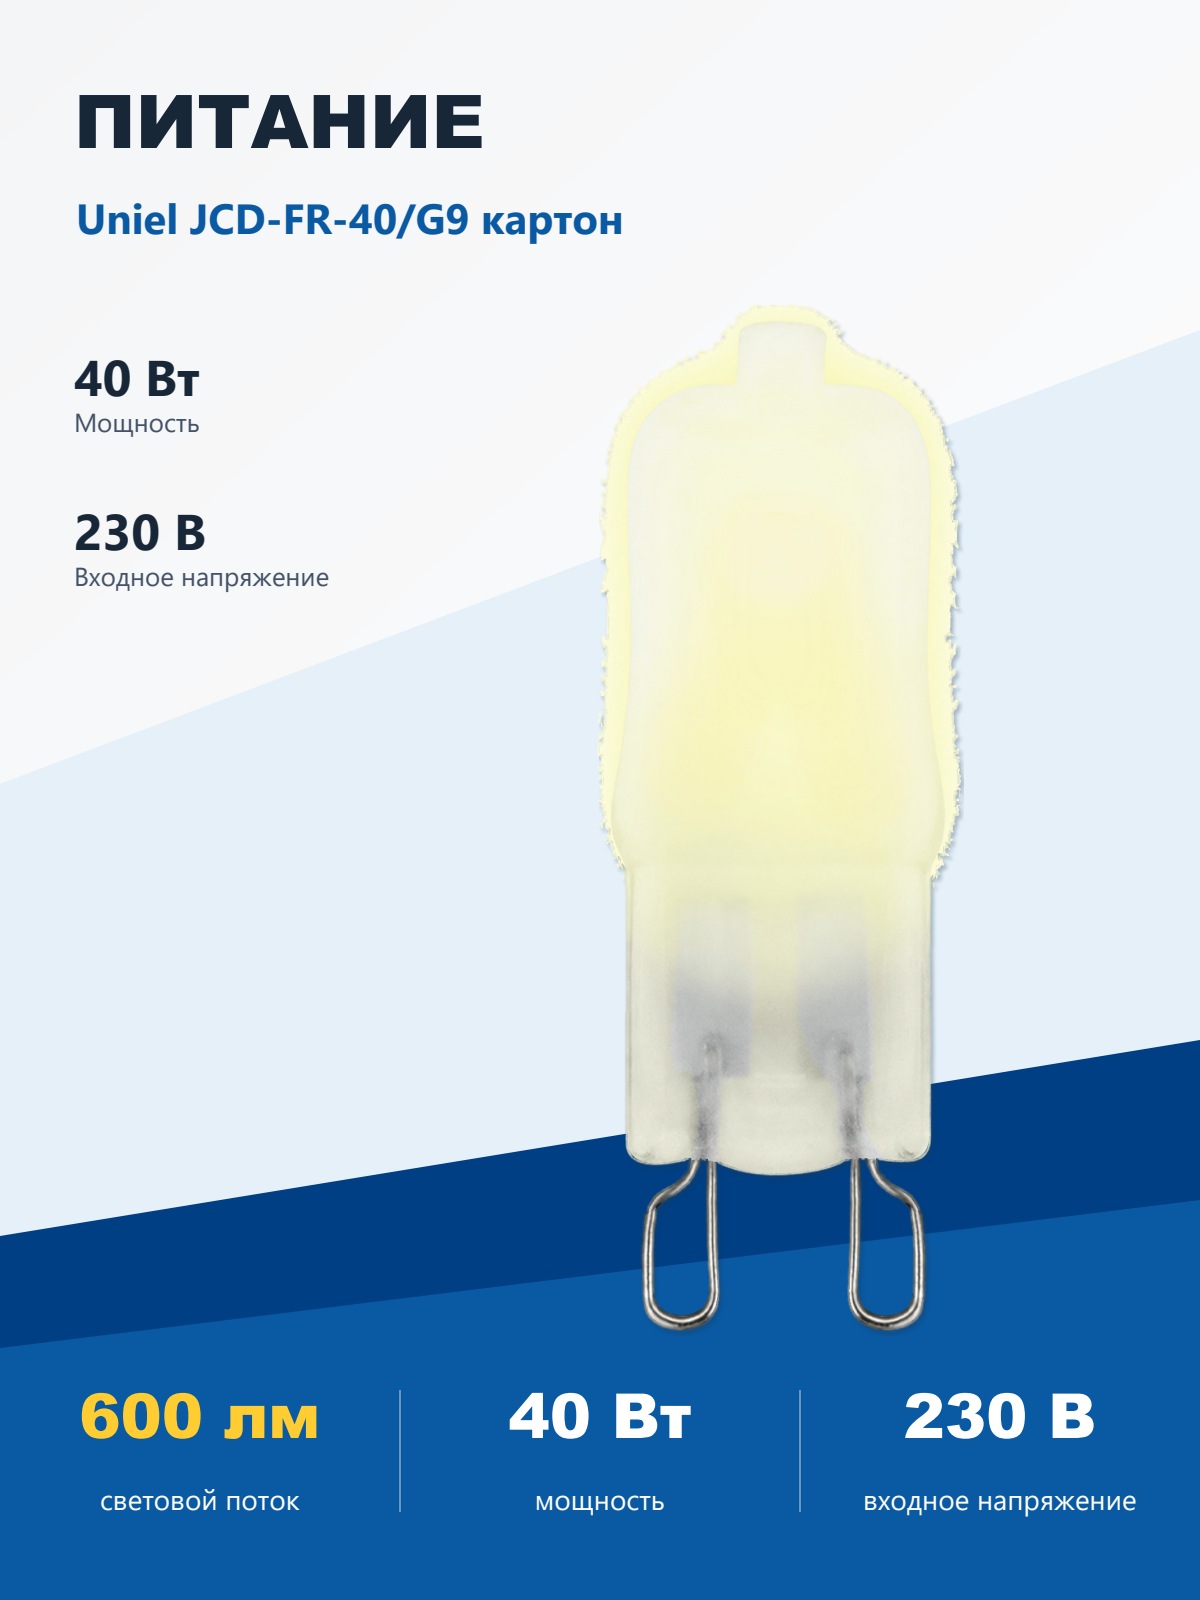 ПИТАНИЕ
Uniel JCD-FR-40/G9 картон
40 Вт
Мощность
230 В
Входное напряжение
600 лм
световой поток
40 Вт
мощность
230 В
входное напряжение